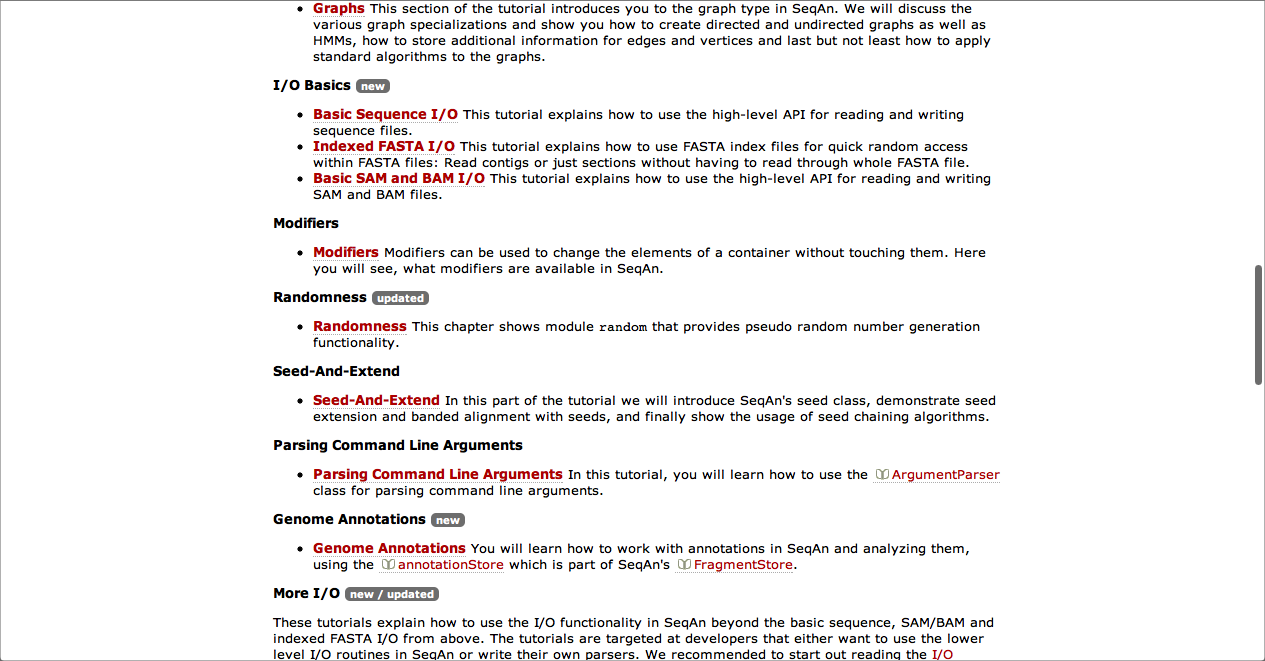 Graphs This section of the tutorial introduces you to the graph type in SeqAn. We will discuss the
various graph specializations and show you how to create directed and undirected graphs as well as
HMMs, how to store additional information for edges and vertices and last but not least how to apply
standard algorithms to the graphs.
I/O Basics new
Basic Sequence I/O This tutorial explains how to use the high-level API for reading and writing
sequence files.
Indexed FASTA I/O This tutorial explains how to use FASTA index files for quick random access
within FASTA files: Read contigs or just sections without having to read through whole FASTA file.
Basic SAM and BAM I/O This tutorial explains how to use the high-level API for reading and writing
SAM and BAM files.
Modifiers
Modifiers Modifiers can be used to change the elements of a container without touching them. Here
you will see, what modifiers are available in SeqAn.
Randomness updated
Randomness This chapter shows module random that provides pseudo random number generation
functionality.
Seed-And-Extend
Seed-And-Extend In this part of the tutorial we will introduce SeqAn's seed class, demonstrate seed
extension and banded alignment with seeds, and finally show the usage of seed chaining algorithms.
Parsing Command Line Arguments
Parsing Command Line Arguments In this tutorial, you will learn how to use the ArgumentParser
class for parsing command line arguments.
Genome Annotations new
Genome Annotations You will learn how to work with annotations in SeqAn and analyzing them,
using the annotationStore which is part of SeqAn's FragmentStore.
More I/O new / updated
These tutorials explain how to use the I/O functionality in SeqAn beyond the basic sequence, SAM/BAM and
indexed FASTA I/O from above. The tutorials are targeted at developers that either want to use the lower
level I/O routines in SeqAn or write their own parsers. We recommended to start out reading the I/O